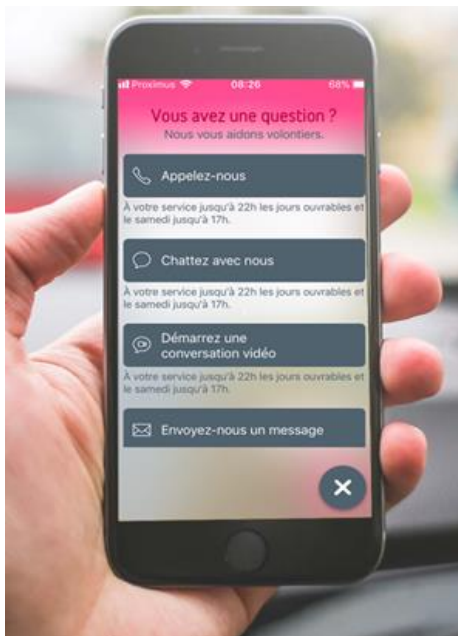 Proximus 08:26 68%
Vous avez une question ?
Nous vous aidons volontiers.
Appelez-nous
À votre service jusqu'à 22h les jours ouvrables et
le samedi jusqu'à 17h.
Chattez avec nous
À votre service jusqu'à 22h les jours ouvrables et
le samedi jusqu'à 17h.
Démarrez une
conversation vidéo
À votre service jusqu'à 22h les jours ouvrables et
le samedi jusqu'à 17h.
Envoyez-nous un message